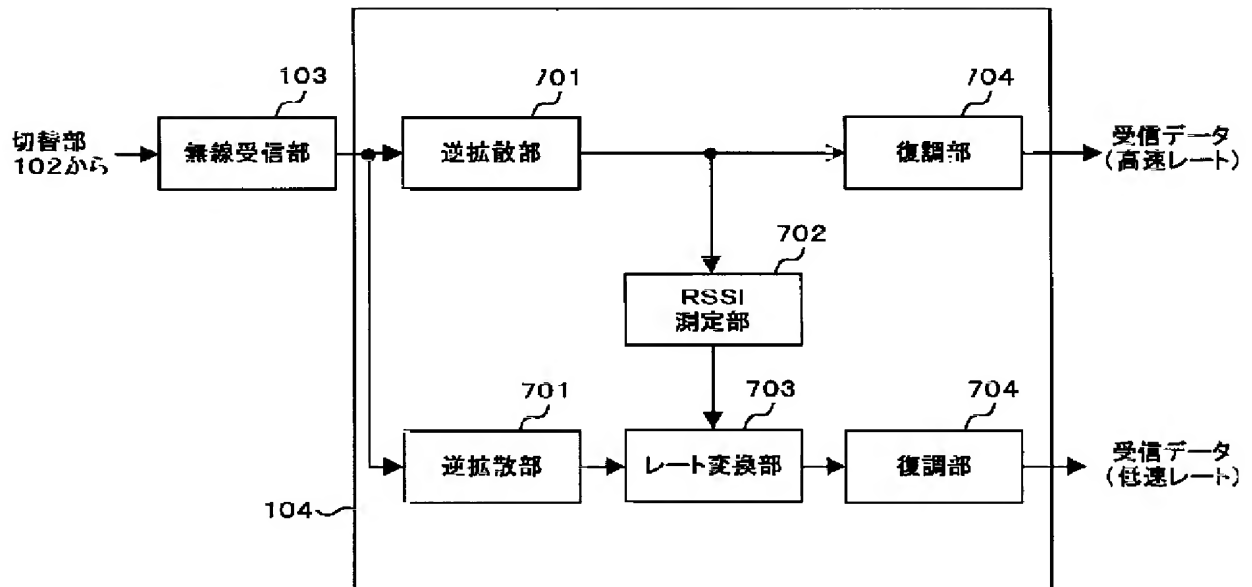 103
701
704
切替部
102から
無線受信部
逆拡散部
復調部
受信データ
(高速レート)
702
RSSI
測定部
701
703
704
逆拡散部
レート変換部
復調部
受信データ
(低速レート)
104